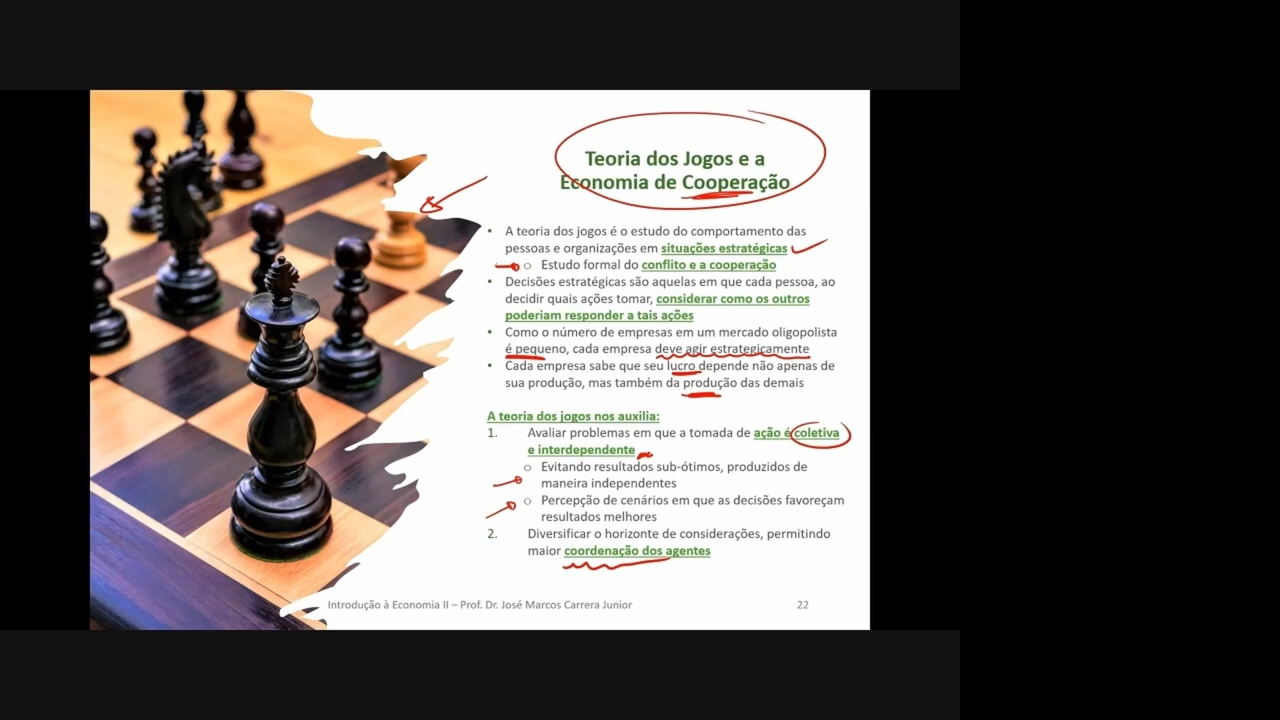 Teoria dos Jogos e a
Economia de Cooperação
• A teoria dos jogos é o estudo do comportamento das
pessoas e organizações em situações estratégicas
○ Estudo formal do conflito e a cooperação
• Decisões estratégicas são aquelas em que cada pessoa, ao
decidir quais ações tomar, considerar como os outros
poderiam responder a tais ações
• Como o número de empresas em um mercado oligopolista
é pequeno, cada empresa deve agir estrategicamente
• Cada empresa sabe que seu lucro depende não apenas de
sua produção, mas também da produção das demais
A teoria dos jogos nos auxilia:
1. Avaliar problemas em que a tomada de ação é coletiva
e interdependente
○ Evitando resultados sub-ótimos, produzidos de
maneira independentes
○ Percepção de cenários em que as decisões favoreçam
resultados melhores
2. Diversificar o horizonte de considerações, permitindo
maior coordenação dos agentes
Introdução à Economia II – Prof. Dr. José Marcos Carrera Junior 22